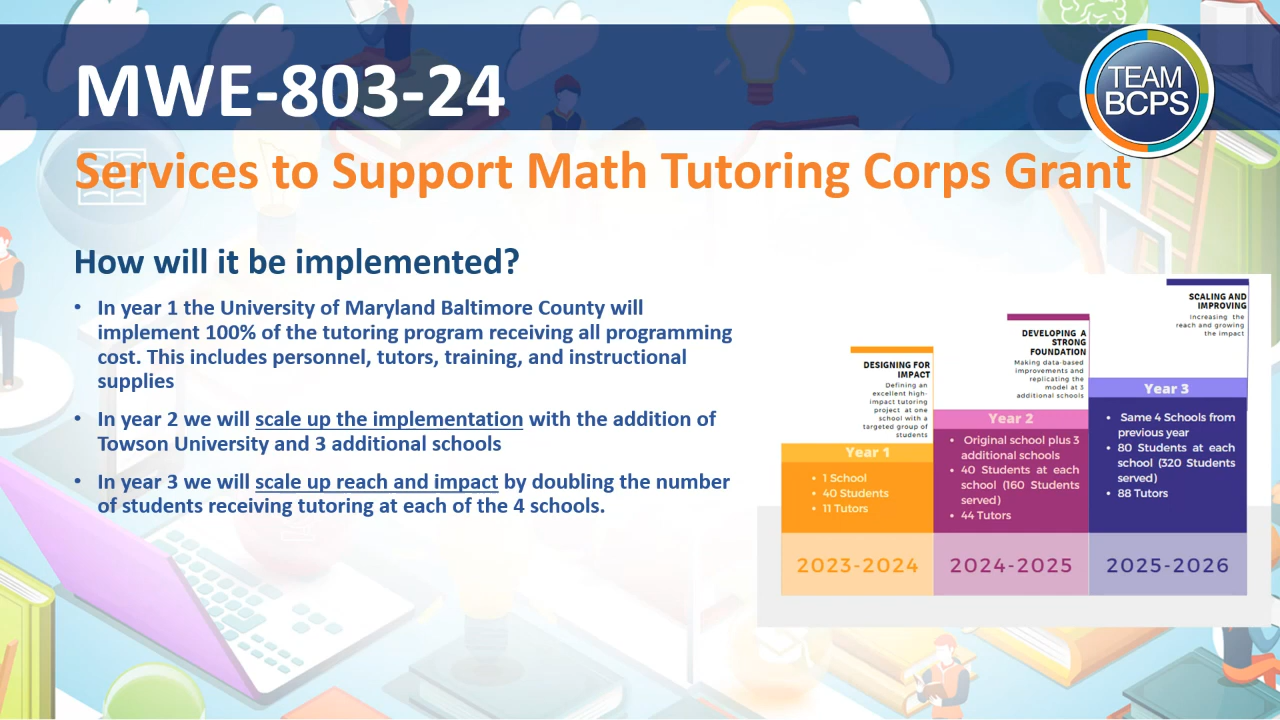 MWE-803-24
TEAM
BCPS
Services to Support Math Tutoring Corps Grant
How will it be implemented?
• In year 1 the University of Maryland Baltimore County will
implement 100% of the tutoring program receiving all programming
cost. This includes personnel, tutors, training, and instructional
supplies
• In year 2 we will scale up the implementation with the addition of
Towson University and 3 additional schools
• In year 3 we will scale up reach and impact by doubling the number
of students receiving tutoring at each of the 4 schools.
DESIGNING FOR
IMPACT
Defining an
excellent high-
impact tutoring
project at one
school with a
targeted group of
students
Year 1
• 1 School
• 40 Students
• 11 Tutors
2023-2024
DEVELOPING A
STRONG
FOUNDATION
Making data-based
improvements and
replicating the
model at 3
additional schools
Year 2
• Original school plus 3
additional schools
• 40 Students at each
school (160 Students
served)
• 44 Tutors
2024-2025
SCALING AND
IMPROVING
Increasing the
reach and growing
the impact
Year 3
• Same 4 Schools from
previous year
• 80 Students at each
school (320 Students
served)
• 88 Tutors
2025-2026